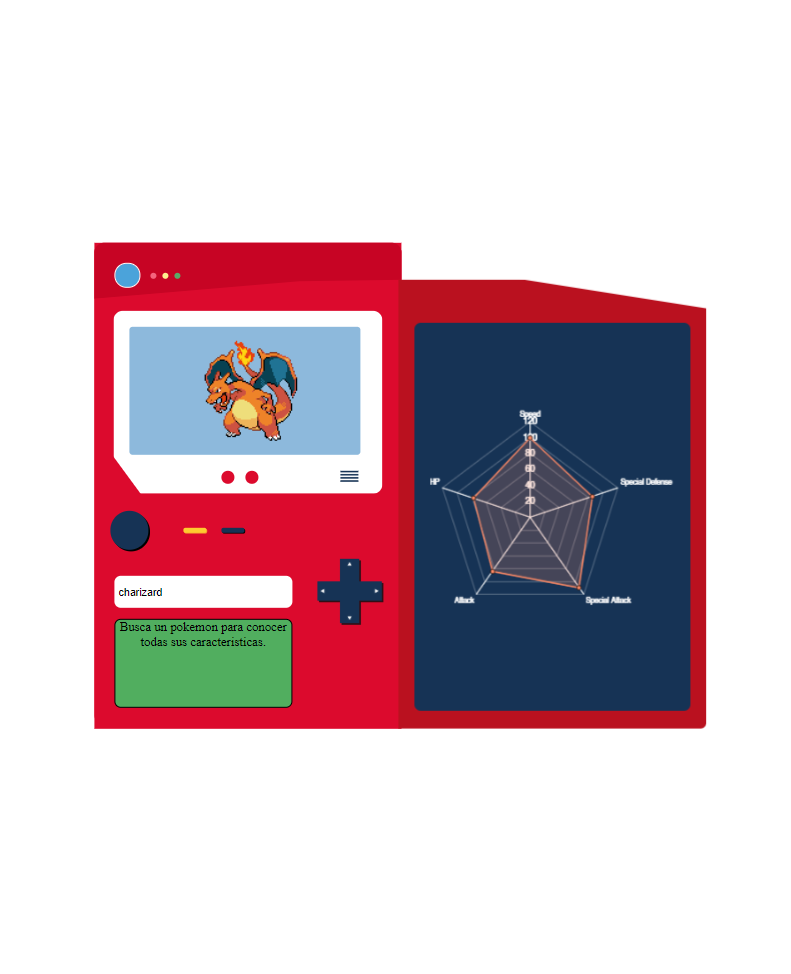 charizard
Busca un pokemon para conocer
todas sus caracteristicas.
Speed
120
100
80
60
40
20
HP
Special Defense
Attack
Special Attack